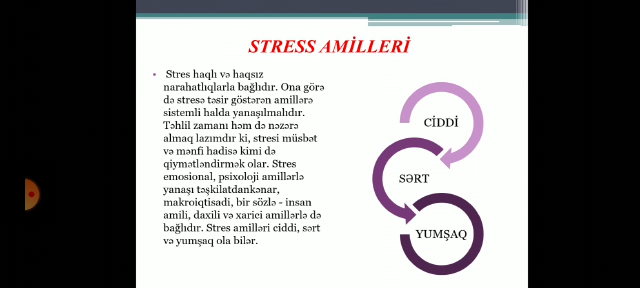 STRESS AMİLLERİ
• Stres haqlı və haqsız
narahatlıqlarla bağlıdır. Ona görə
də stresə təsir göstərən amillərə
sistemli halda yanaşılmalıdır.
Təhlil zamanı həm də nəzərə
almaq lazımdır ki, stresi müsbət
və mənfi hadisə kimi də
qiymətləndirmək olar. Stres
emosional, psixoloji amillərlə
yanaşı təşkilatdankənar,
makroiqtisadi, bir sözlə - insan
amili, daxili və xarici amillərlə də
bağlıdır. Stres amilləri ciddi, sərt
və yumşaq ola bilər.
CİDDİ
SƏRT
YUMŞAQ